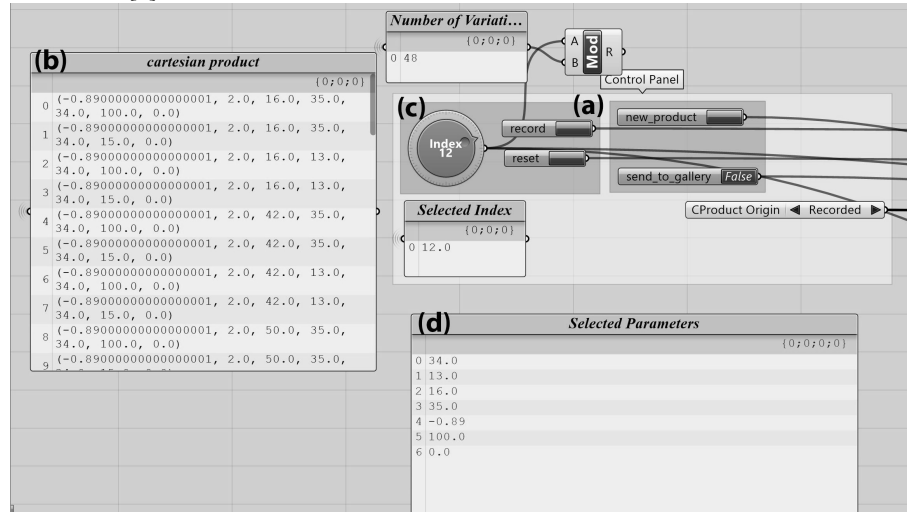 Number of Variati...
{0;0;0}
0 48
A
B
Mod
R
Control Panel
(b)
cartesian product
{0;0;0}
0 (-0.89000000000000001, 2.0, 16.0, 35.0,
34.0, 100.0, 0.0)
1 (-0.89000000000000001, 2.0, 16.0, 35.0,
34.0, 15.0, 0.0)
2 (-0.89000000000000001, 2.0, 16.0, 13.0,
34.0, 100.0, 0.0)
3 (-0.89000000000000001, 2.0, 16.0, 13.0,
34.0, 15.0, 0.0)
4 (-0.89000000000000001, 2.0, 42.0, 35.0,
34.0, 100.0, 0.0)
5 (-0.89000000000000001, 2.0, 42.0, 35.0,
34.0, 15.0, 0.0)
6 (-0.89000000000000001, 2.0, 42.0, 13.0,
34.0, 100.0, 0.0)
7 (-0.89000000000000001, 2.0, 42.0, 13.0,
34.0, 15.0, 0.0)
8 (-0.89000000000000001, 2.0, 50.0, 35.0,
34.0, 100.0, 0.0)
9 (-0.89000000000000001, 2.0, 50.0, 35.0,
(c)
Index
12
record
reset
(a)
new_product
send_to_gallery False
CProduct Origin ◀ Recorded ▶
Selected Index
{0;0;0}
0 12.0
(d)
Selected Parameters
{0;0;0;0}
0 34.0
1 13.0
2 16.0
3 35.0
4 -0.89
5 100.0
6 0.0